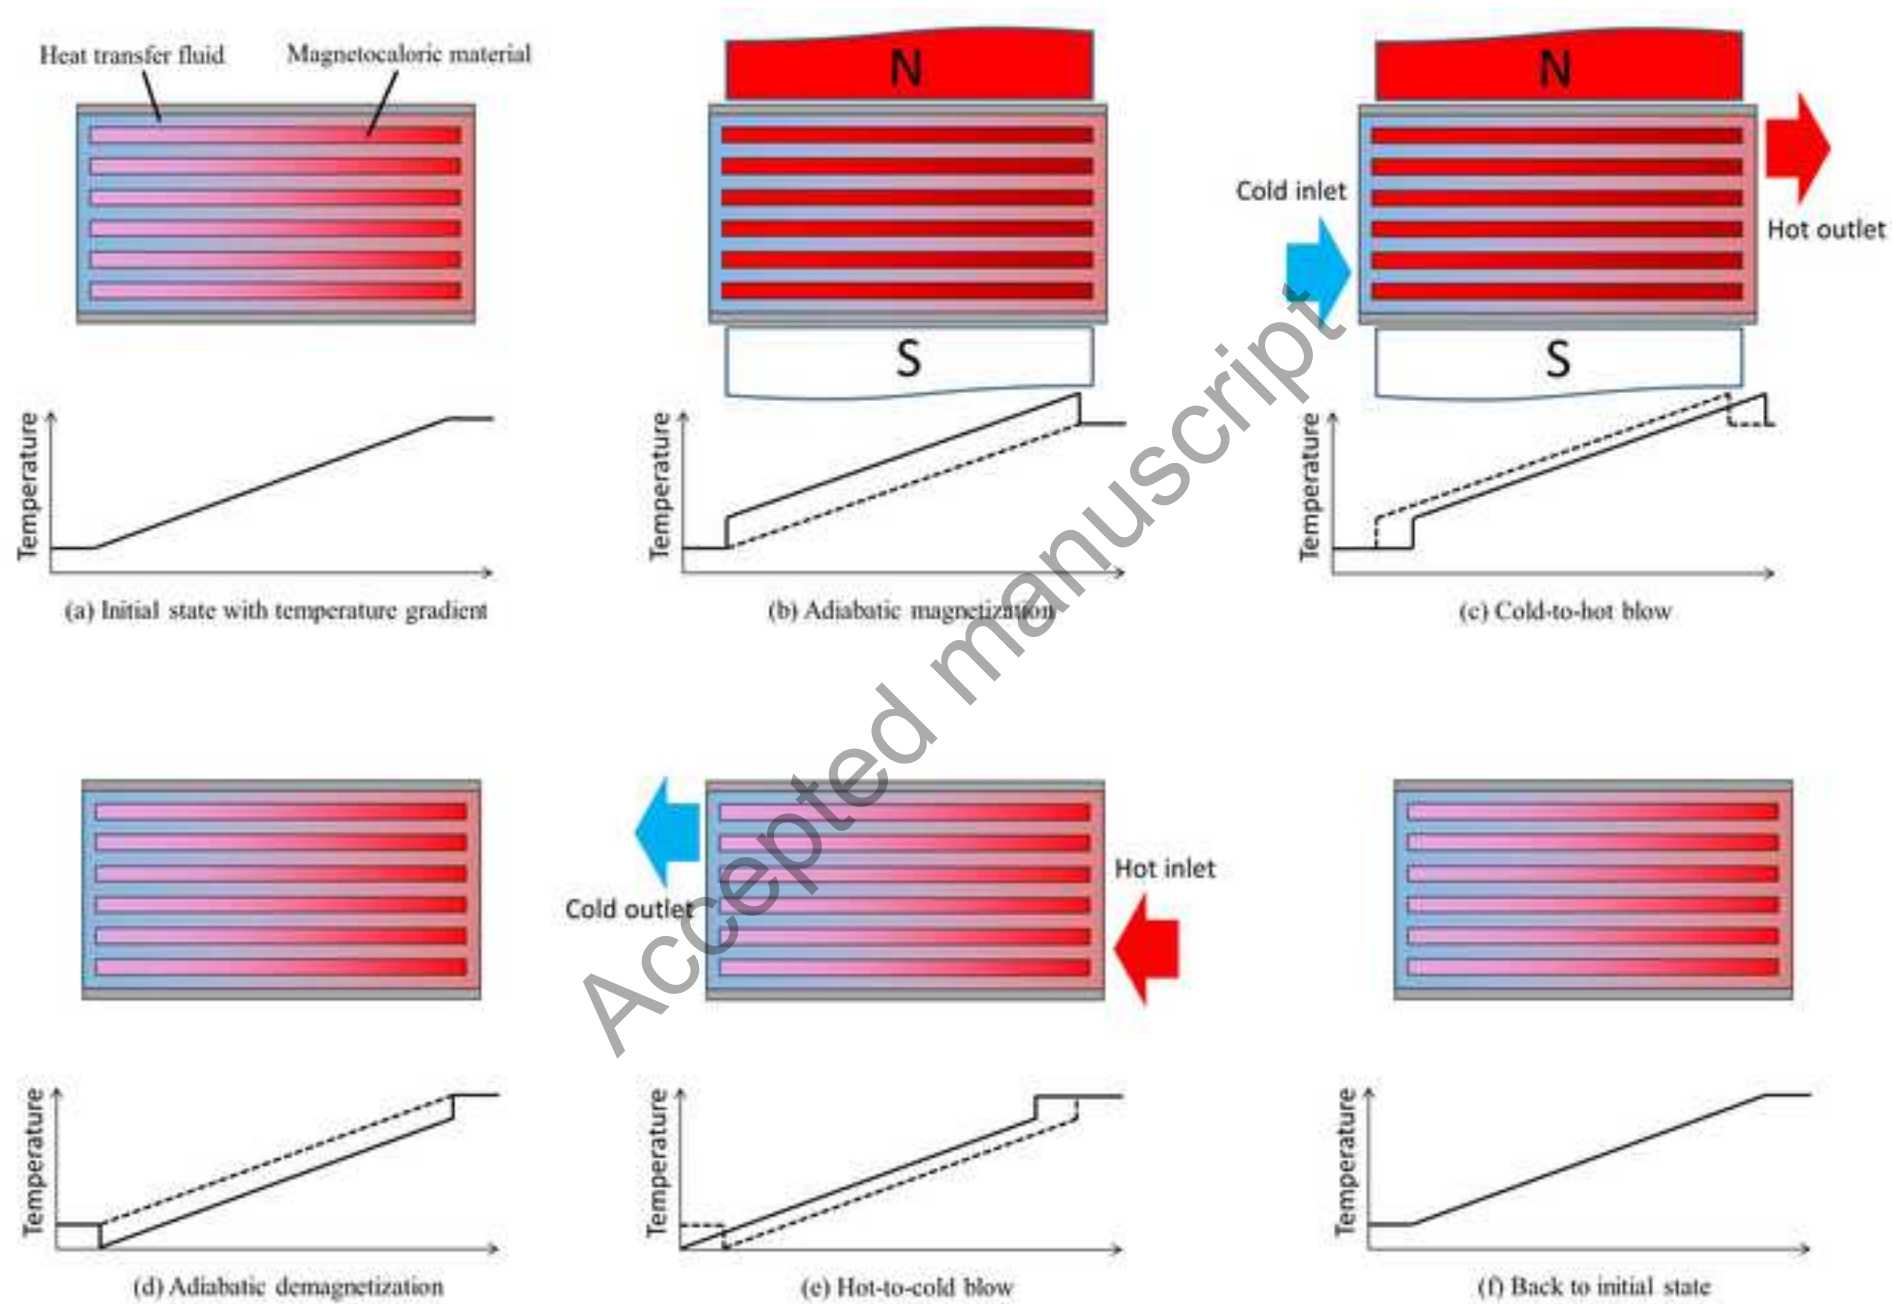 Heat transfer fluid
Magnetocaloric material
Temperature
(a) Initial state with temperature gradient
N
S
Temperature
(b) Adiabatic magnetization
N
Cold inlet
Hot outlet
S
Temperature
(c) Cold-to-hot blow
Temperature
(d) Adiabatic demagnetization
Cold outlet
Hot inlet
Temperature
(e) Hot-to-cold blow
Temperature
(f) Back to initial state
Accepted manuscript